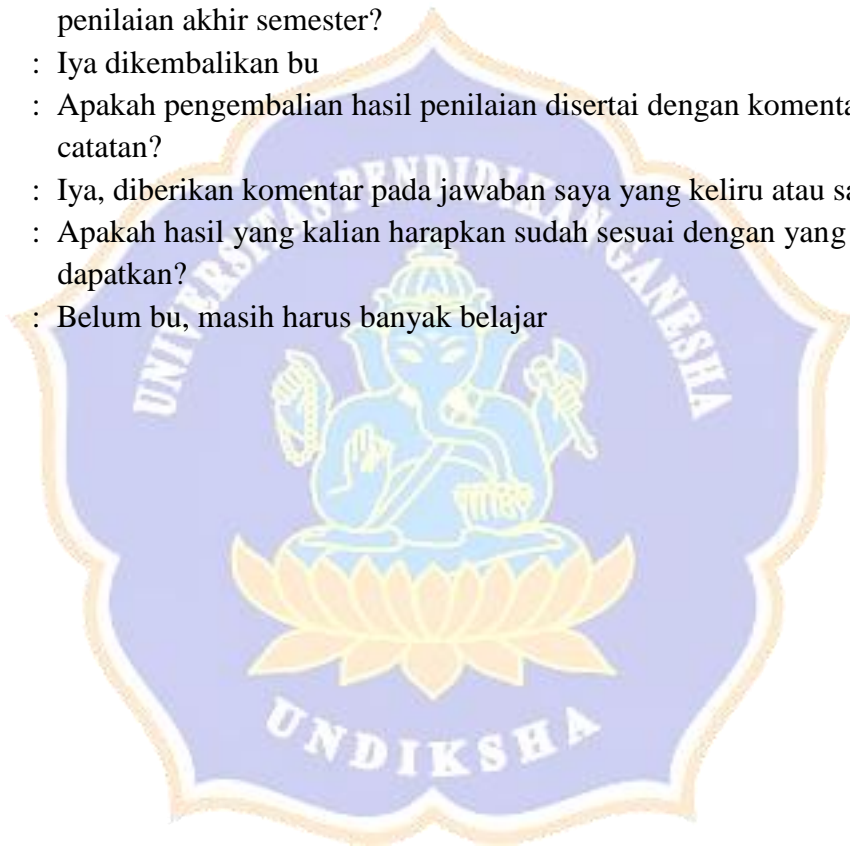 penilaian akhir semester?
: Iya dikembalikan bu
: Apakah pengembalian hasil penilaian disertai dengan
catatan?
: Iya, diberikan komentar pada jawaban saya yang keliru atau
: Apakah hasil yang kalian harapkan sudah sesuai dengan yang
dapatkan?
: Belum bu, masih harus banyak belajar
UNIVERSITAS PENDIDIKAN GANESHA
UNDIKSHA